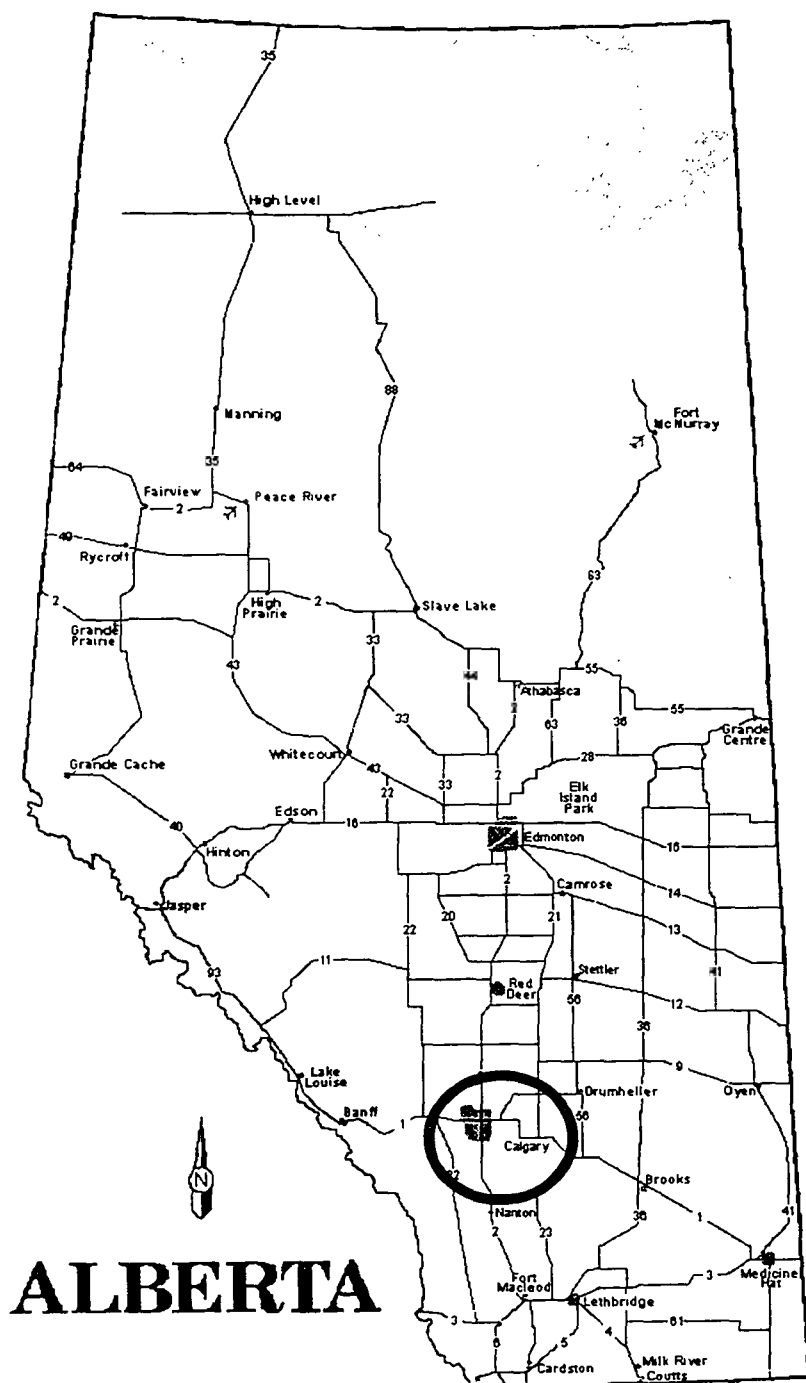 35
High Level
88
Manning
Fort
McMurray
35
64
Fairview
2
Peace River
49
Rycroft
63
2
High
Prairie
2
Slave Lake
Grande
Prairie
33
43
44
55
Athabasca
2
33
63
36
55
Grande
Centre
Whitecourt
43
28
Grande Cache
22
33
2
Elk
Island
Park
40
Edson
16
Edmonton
16
Hinton
2
14
Camrose
Jasper
20
21
13
22
93
11
Stettler
41
Red
Deer
56
12
36
Lake
Louise
9
Drumheller
Oyen
Banff
1
56
Calgary
N
Brooks
Nanton
36
1
41
2
23
ALBERTA
Fort
Macleod
3
Medicine
Hat
Lethbridge
3
61
6
5
4
Cardston
Milk River
Coutts